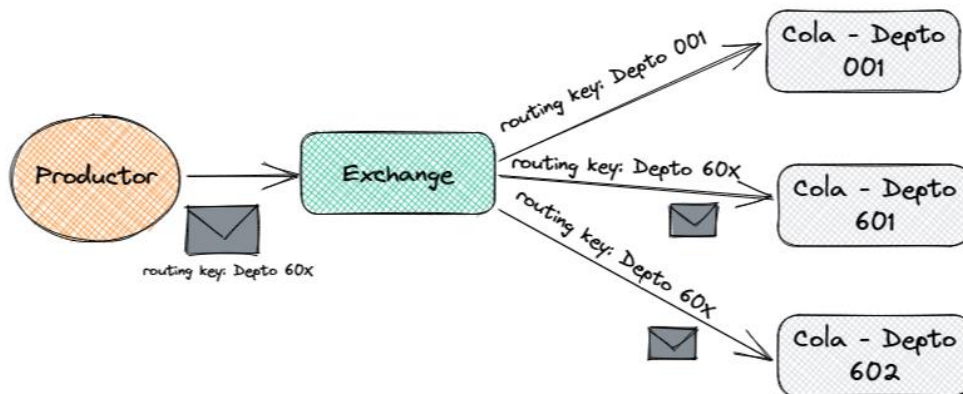 Productor
routing key: Depto 60x
Exchange
routing key: Depto 001
routing key: Depto 60x
routing key: Depto 60x
Cola - Depto
001
Cola - Depto
601
Cola - Depto
602